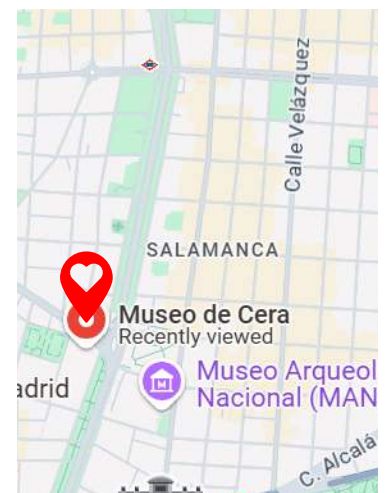 Calle Velázquez
SALAMANCA
Museo de Cera
Recently viewed
adrid
Museo Arqueol
Nacional (MAN
C. Alcalá